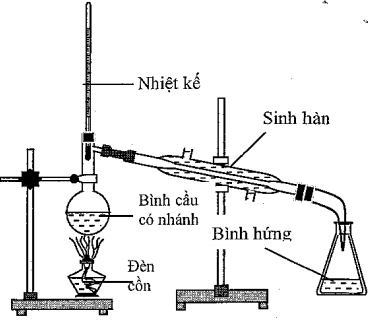 Nhiệt kế
Sinh hàn
Bình cầu
có nhánh
Bình hứng
Đèn
cồn